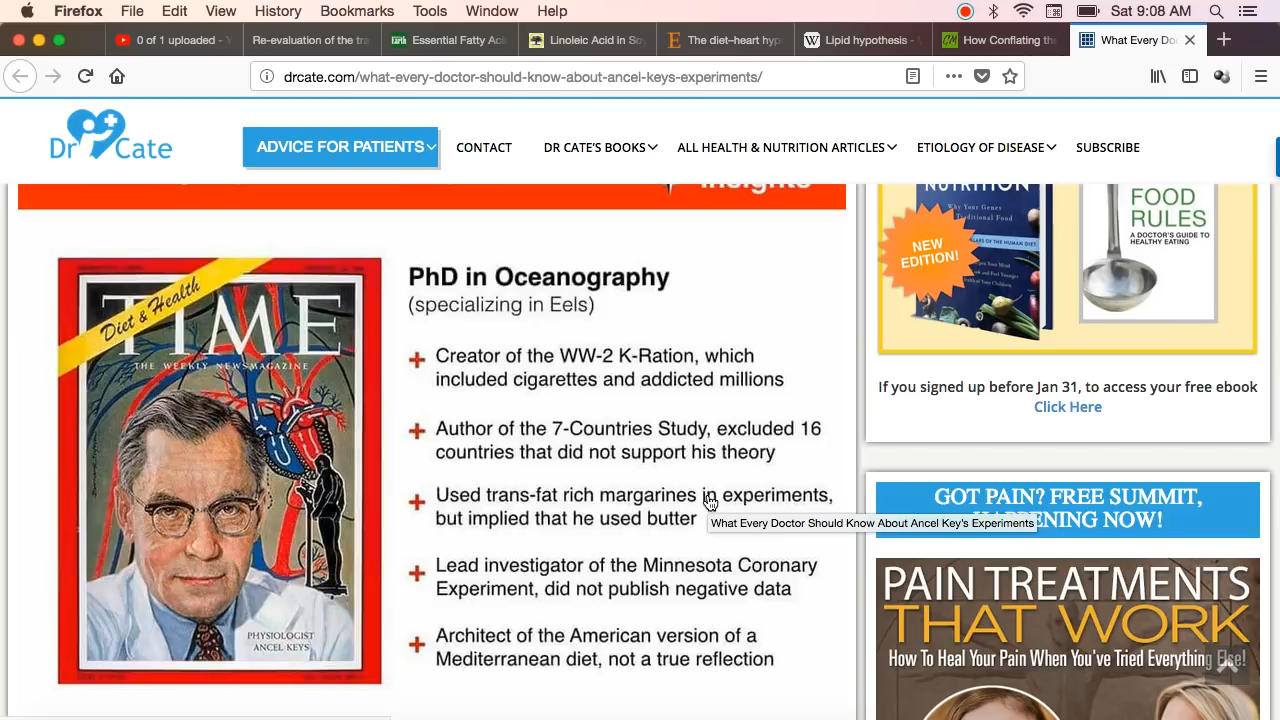 Firefox File Edit View History Bookmarks Tools Window Help
Sat 9:08 AM
0 of 1 uploaded - Y
Re-evaluation of the tra
Essential Fatty Aci
Linoleic Acid in So
The diet–heart hyp
Lipid hypothesis - 
How Conflating the
What Every Do
drcate.com/what-every-doctor-should-know-about-ancel-keys-experiments/
Dr Cate
ADVICE FOR PATIENTS
CONTACT
DR CATE'S BOOKS
ALL HEALTH & NUTRITION ARTICLES
ETIOLOGY OF DISEASE
SUBSCRIBE
Insights
Diet & Health
TIME
THE WEEKLY NEWSMAGAZINE
PHYSIOLOGIST
ANCEL KEYS
PhD in Oceanography
(specializing in Eels)
Creator of the WW-2 K-Ration, which
included cigarettes and addicted millions
Author of the 7-Countries Study, excluded 16
countries that did not support his theory
Used trans-fat rich margarines in experiments,
but implied that he used butter
What Every Doctor Should Know About Ancel Key's Experiments
Lead investigator of the Minnesota Coronary
Experiment, did not publish negative data
Architect of the American version of a
Mediterranean diet, not a true reflection
NUTRITION
Why Your Genes
Traditional Food
NEW
EDITION!
FOOD
RULES
A DOCTOR'S GUIDE TO
HEALTHY EATING
If you signed up before Jan 31, to access your free ebook
Click Here
GOT PAIN? FREE SUMMIT,
NING NOW!
PAIN TREATMENTS
THAT WORK
How To Heal Your Pain When You've Tried Everything Else!